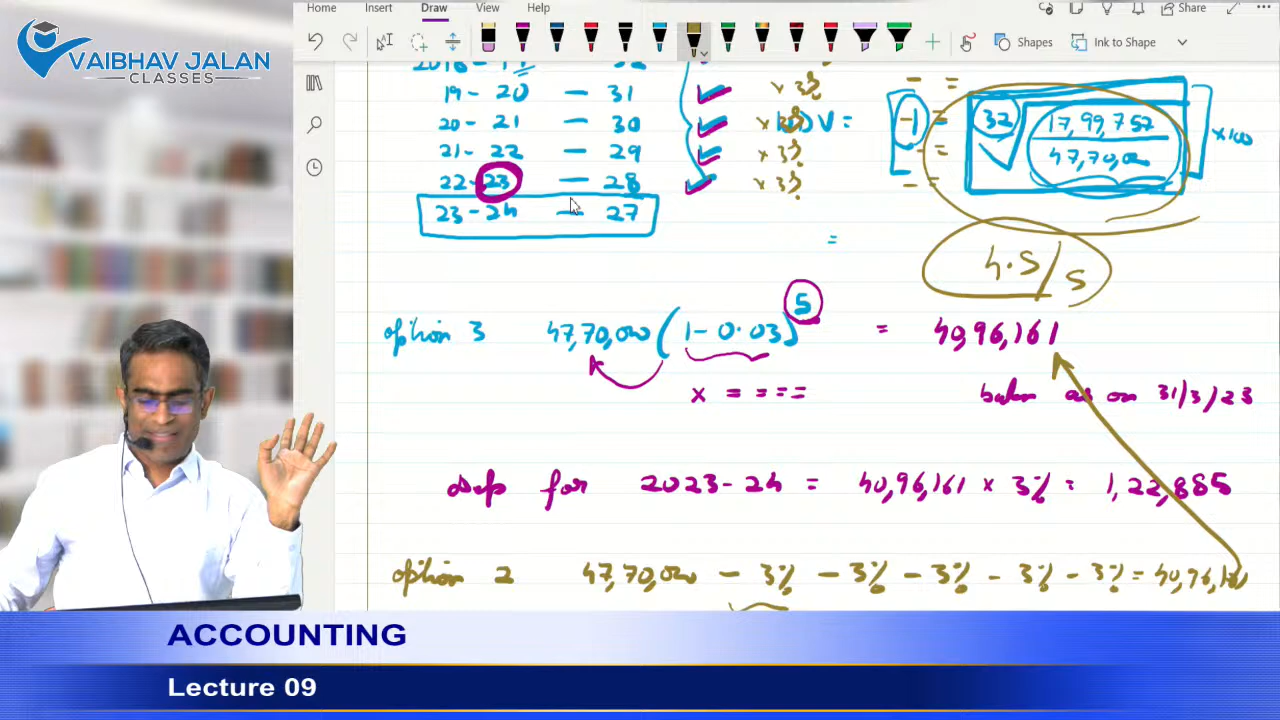 Home Insert Draw View Help Share
VAIBHAV JALAN
CLASSES
Shapes Ink to Shape
19 - 20 — 31 × 3%
20 - 21 — 30
21 - 22 — 29 × 3%
22 - 23 — 28 × 3%
23 - 24 — 27
V =
-1
32 17,99,752
47,70,000
× 100
=
4.5/5
option 3 47,70,000 (1 - 0.03)^5 = 40,96,161
× = = = =
balan as on 31/3/23
dep for 2023-24 = 40,96,161 × 3% = 1,22,885
option 2 47,70,000 - 3% - 3% - 3% - 3% - 3% = 40,96,161
ACCOUNTING
Lecture 09